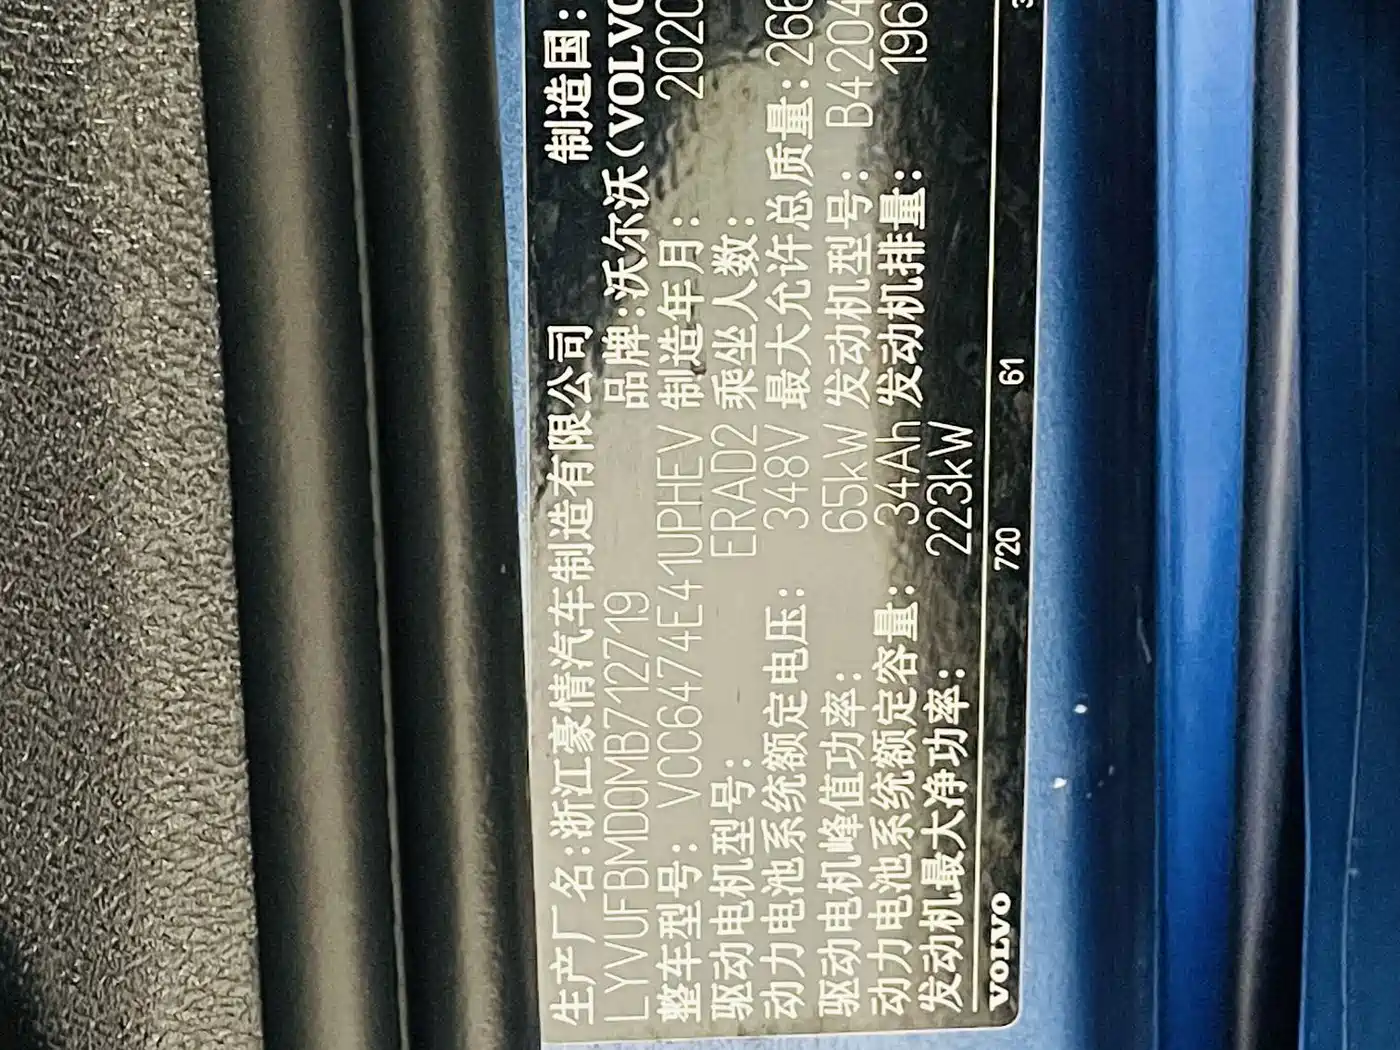 生产厂名:浙江豪情汽车制造有限公司 制造国:
LYVUFBMD0MB712719 品牌:沃尔沃(VOLVO
整车型号: VCC6474E41UPHEV 制造年月: 2020
驱动电机型号: ERAD2 乘坐人数:
动力电池系统额定电压: 348V 最大允许总质量:266
驱动电机峰值功率: 65kW 发动机型号: B4204
动力电池系统额定容量: 34Ah 发动机排量: 196
发动机最大净功率: 223kW
VOLVO 720 61